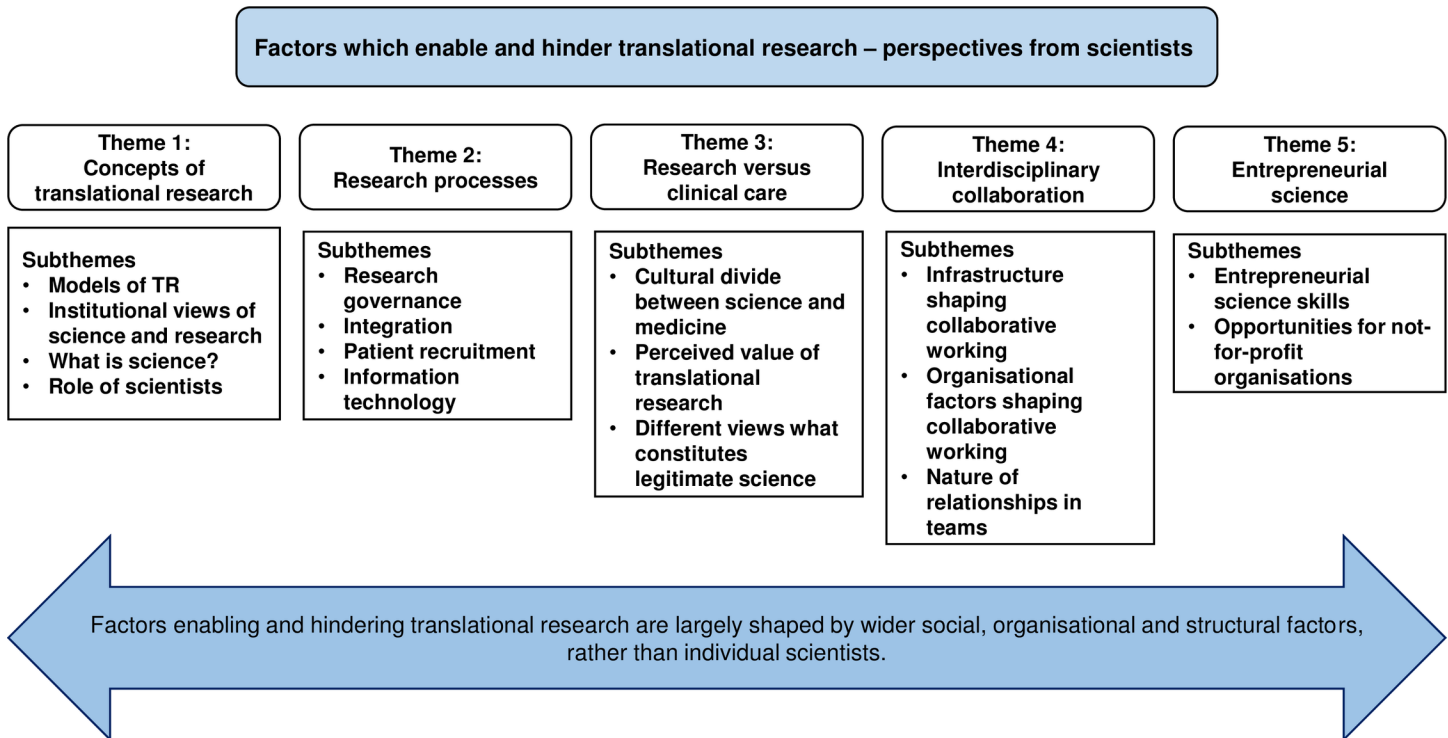 Factors which enable and hinder translational research – perspectives from scientists
Theme 1:
Concepts of
translational research
Subthemes
• Models of TR
• Institutional views of
science and research
• What is science?
• Role of scientists
Theme 2:
Research processes
Subthemes
• Research
governance
• Integration
• Patient recruitment
• Information
technology
Theme 3:
Research versus
clinical care
Subthemes
• Cultural divide
between science and
medicine
• Perceived value of
translational
research
• Different views what
constitutes
legitimate science
Theme 4:
Interdisciplinary
collaboration
Subthemes
• Infrastructure
shaping
collaborative
working
• Organisational
factors shaping
collaborative
working
• Nature of
relationships in
teams
Theme 5:
Entrepreneurial
science
Subthemes
• Entrepreneurial
science skills
• Opportunities for not-
for-profit
organisations
Factors enabling and hindering translational research are largely shaped by wider social, organisational and structural factors,
rather than individual scientists.